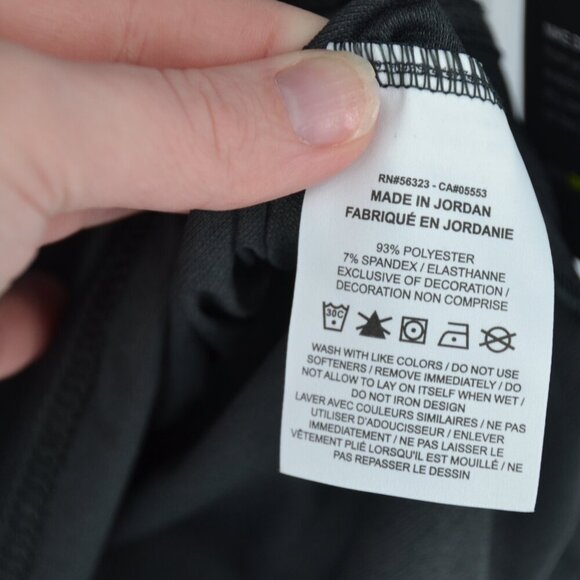 RN#56323 - CA#05553
MADE IN JORDAN
FABRIQUÉ EN JORDANIE
93% POLYESTER
7% SPANDEX / ELASTHANNE
EXCLUSIVE OF DECORATION /
DECORATION NON COMPRISE
30C
WASH WITH LIKE COLORS / DO NOT USE
SOFTENERS / REMOVE IMMEDIATELY / DO
NOT ALLOW TO LAY ON ITSELF WHEN WET /
DO NOT IRON DESIGN
LAVER AVEC COULEURS SIMILAIRES / NE PAS
UTILISER D'ADOUCISSEUR / ENLEVER
IMMEDIATEMENT / NE PAS LAISSER LE
VÊTEMENT PLIÉ LORSQU'IL EST MOUILLÉ / NE
PAS REPASSER LE DESSIN